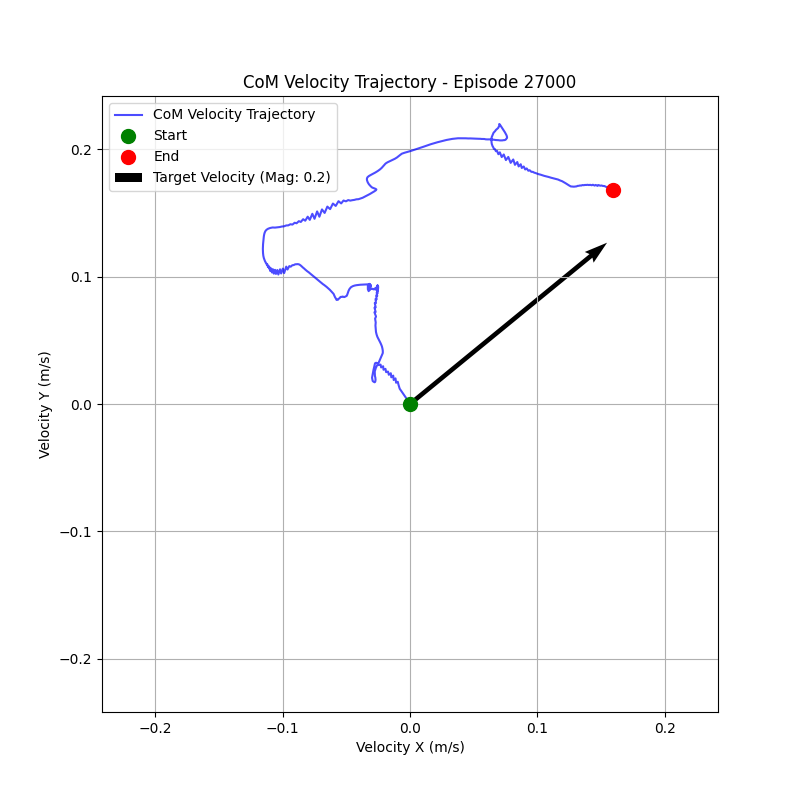 CoM Velocity Trajectory - Episode 27000
CoM Velocity Trajectory
Start
End
Target Velocity (Mag: 0.2)
0.2
0.1
0.0
−0.1
−0.2
Velocity Y (m/s)
−0.2 −0.1 0.0 0.1 0.2
Velocity X (m/s)